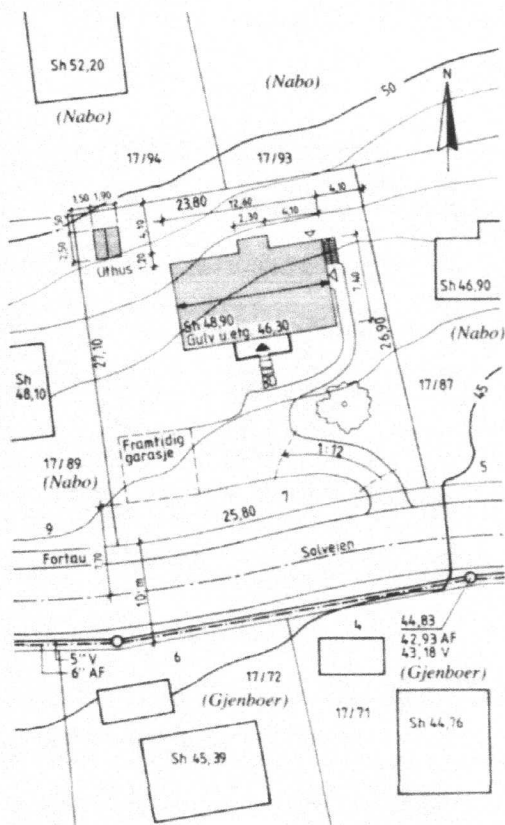 Sh 52,20
(Nabo)
(Nabo)
50
N
17/94
17/93
1,50
1,90
23,80
12,60
4,10
2,30
4,10
4,10
1,50
2,50
1,20
Uthus
7,40
Sh 48,90
Gulv u etg 46,30
Sh 46,90
(Nabo)
27,10
26,90
Sh
48,10
17/87
45
Framtidig
garasje
1:12
17/89
(Nabo)
5
7
9
25,80
Fortau
Solveien
10 m
4
44,83
42,93 AF
43,18 V
(Gjenboer)
5" V
6" AF
6
17/72
(Gjenboer)
17/71
Sh 44,76
Sh 45,39